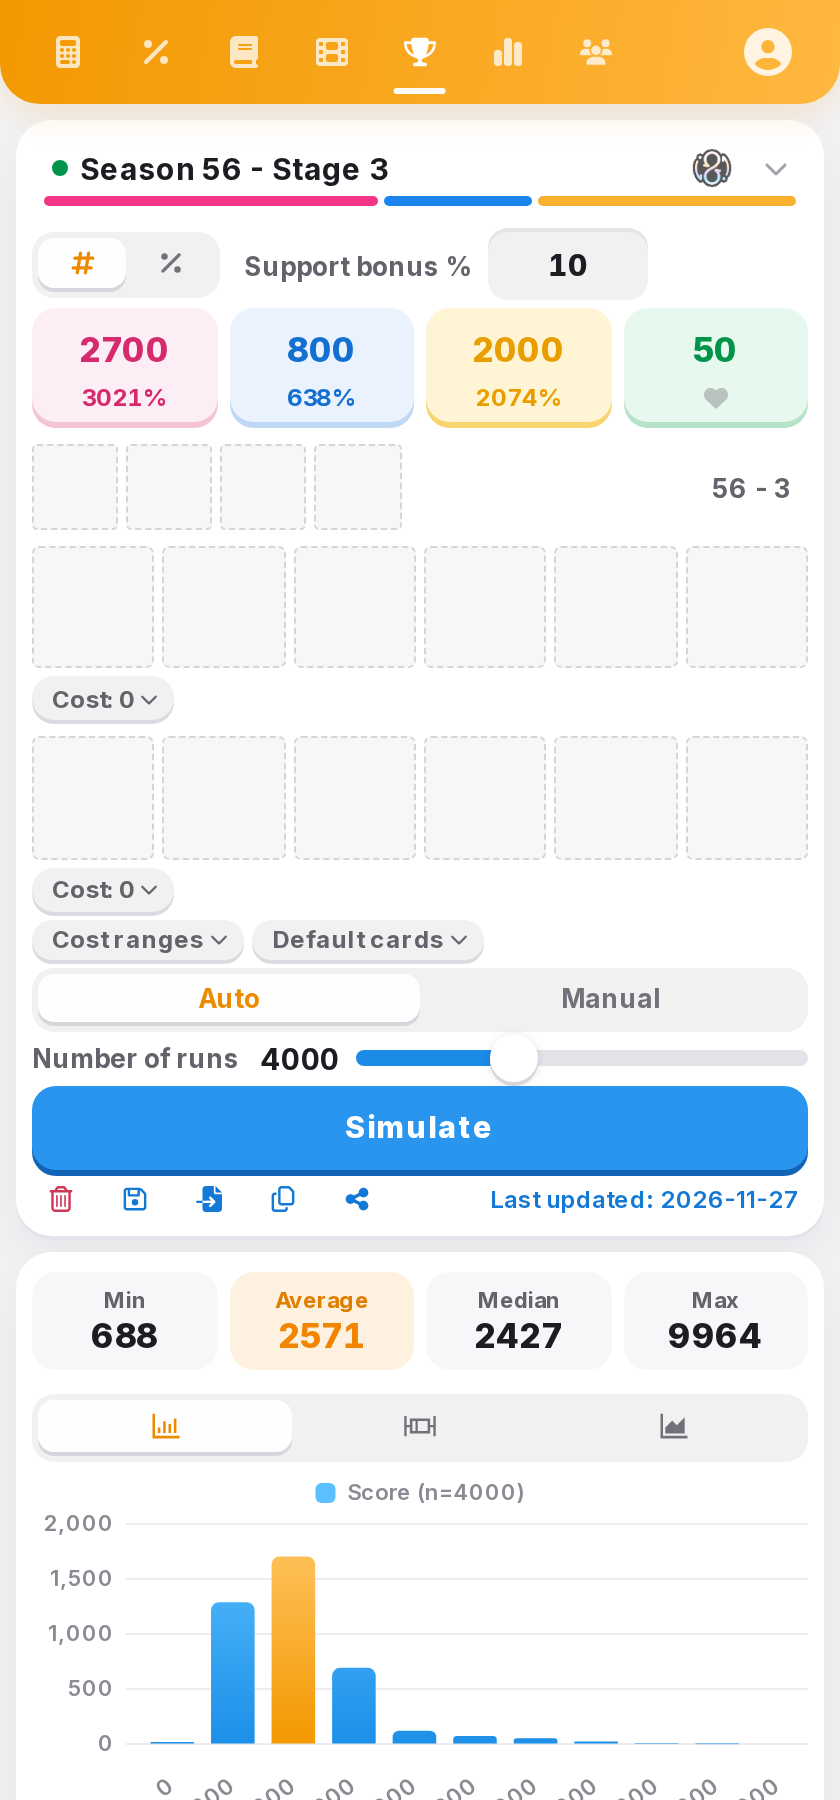 Season 56 - Stage 3
# % Support bonus % 10
2700 800 2000 50
3021% 638% 2074%
56 - 3
Cost: 0
Cost: 0
Cost ranges Default cards
Auto Manual
Number of runs 4000
Simulate
Last updated: 2026-11-27
Min Average Median Max
688 2571 2427 9964
Score (n=4000)
2,000
1,500
1,000
500
0
0